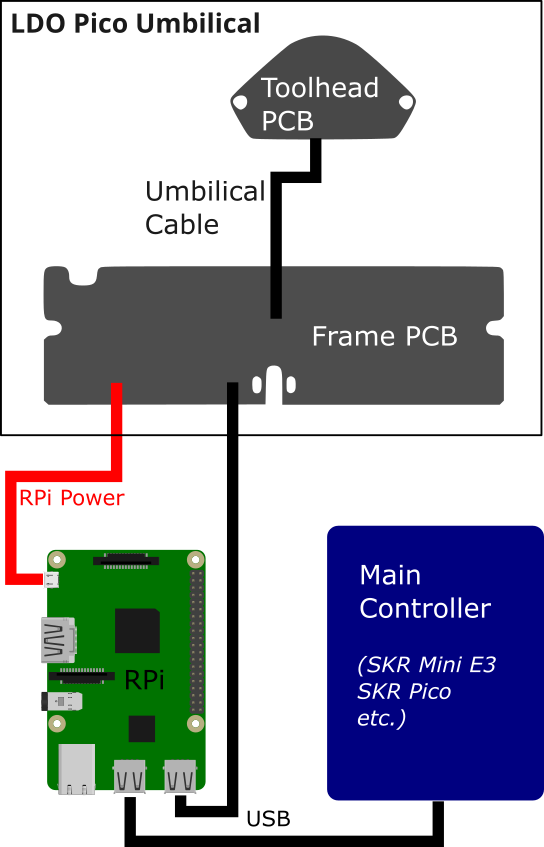 LDO Pico Umbilical
Toolhead
PCB
Umbilical
Cable
Frame PCB
RPi Power
RPi
Main
Controller
(SKR Mini E3
SKR Pico
etc.)
USB